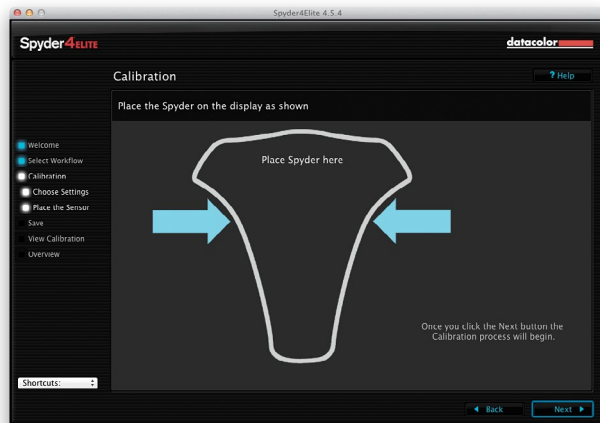 Spyder4Elite 4.5.4
Spyder4ELITE
datacolor
Calibration
? Help
Place the Spyder on the display as shown
Welcome
Select Workflow
Calibration
Choose Settings
Place the Sensor
Save
View Calibration
Overview
Place Spyder here
Once you click the Next button the
Calibration process will begin.
Shortcuts:
Back
Next